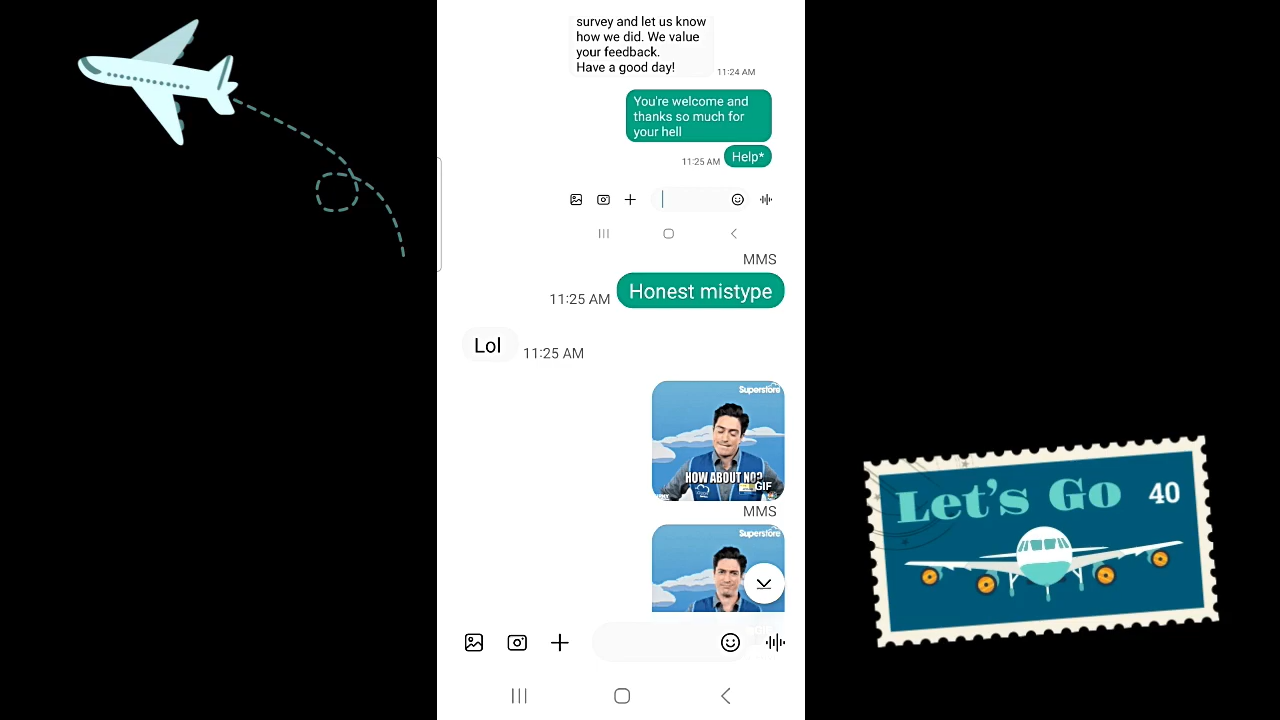 survey and let us know
how we did. We value
your feedback.
Have a good day!
11:24 AM
You're welcome and
thanks so much for
your hell
11:25 AM Help*
MMS
11:25 AM Honest mistype
Lol 11:25 AM
Superstore
HOW ABOUT NO?
GIF
MMS
Superstore
Let's Go 40